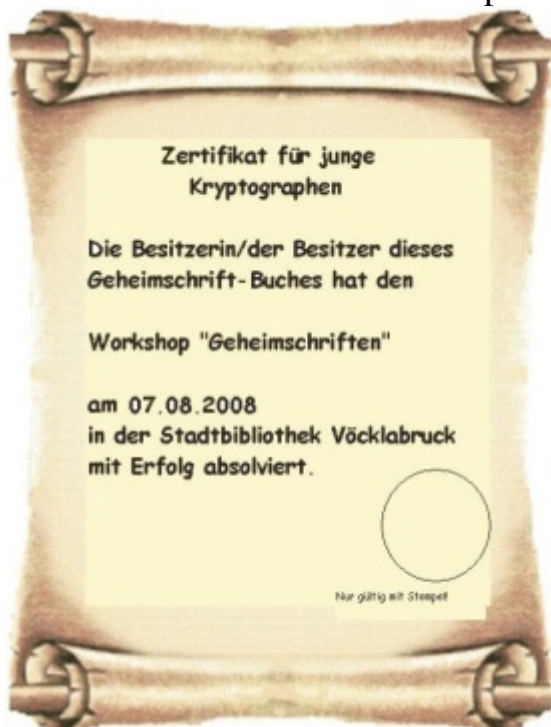 Zertifikat für junge
Kryptographen
Die Besitzerin/der Besitzer dieses
Geheimschrift-Buches hat den
Workshop "Geheimschriften"
am 07.08.2008
in der Stadtbibliothek Vöcklabruck
mit Erfolg absolviert.
Nur gültig mit Stempel!